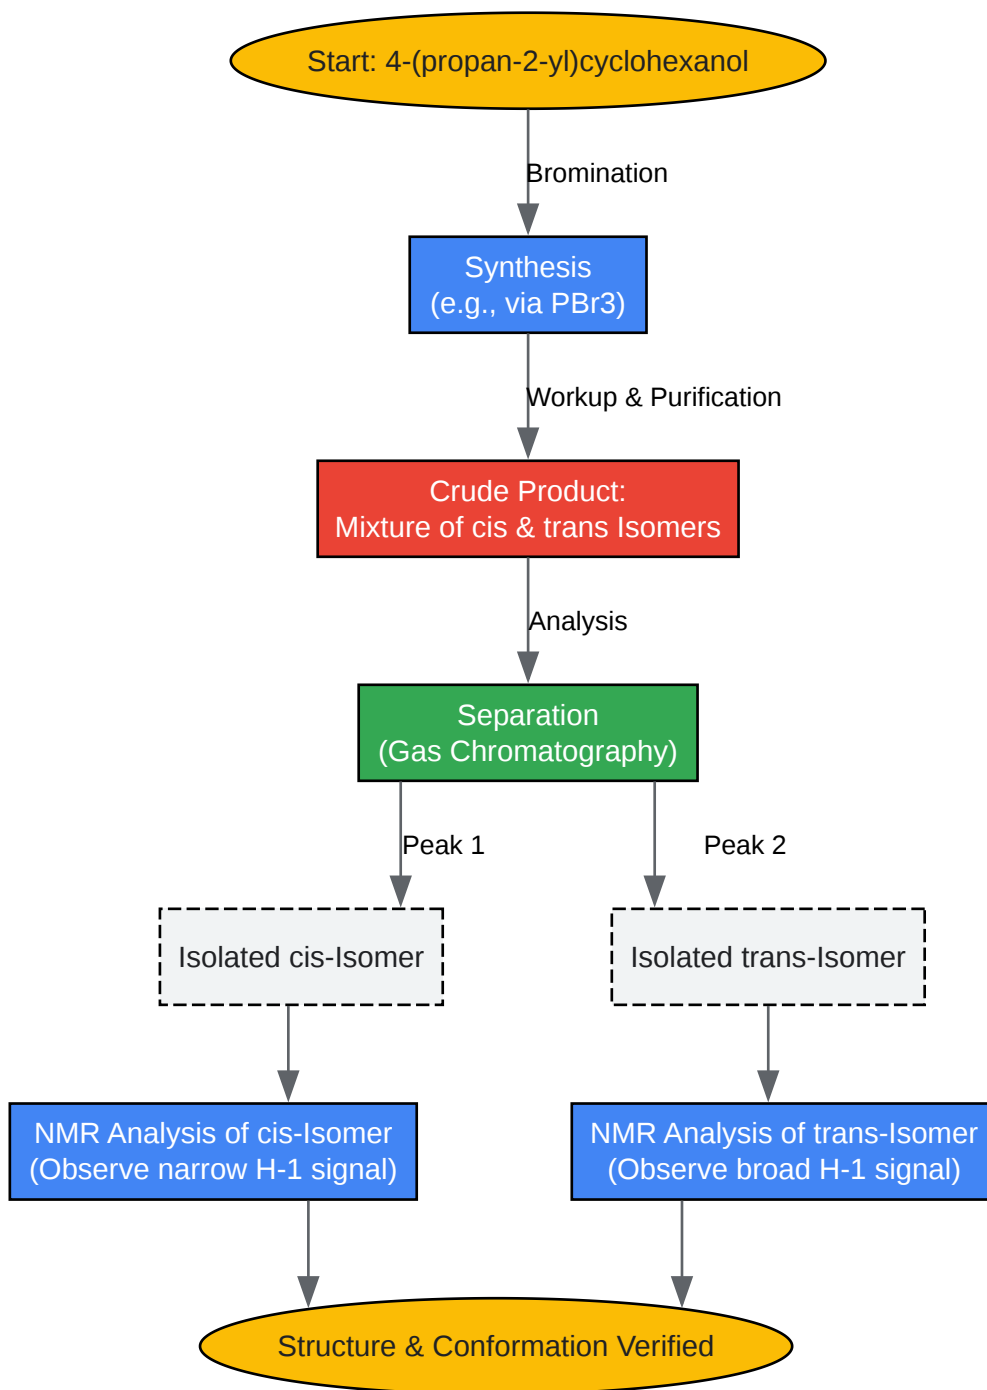 Start: 4-(propan-2-yl)cyclohexanol
Bromination
Synthesis
(e.g., via PBr3)
Workup & Purification
Crude Product:
Mixture of cis & trans Isomers
Analysis
Separation
(Gas Chromatography)
Peak 1
Peak 2
Isolated cis-Isomer
Isolated trans-Isomer
NMR Analysis of cis-Isomer
(Observe narrow H-1 signal)
NMR Analysis of trans-Isomer
(Observe broad H-1 signal)
Structure & Conformation Verified